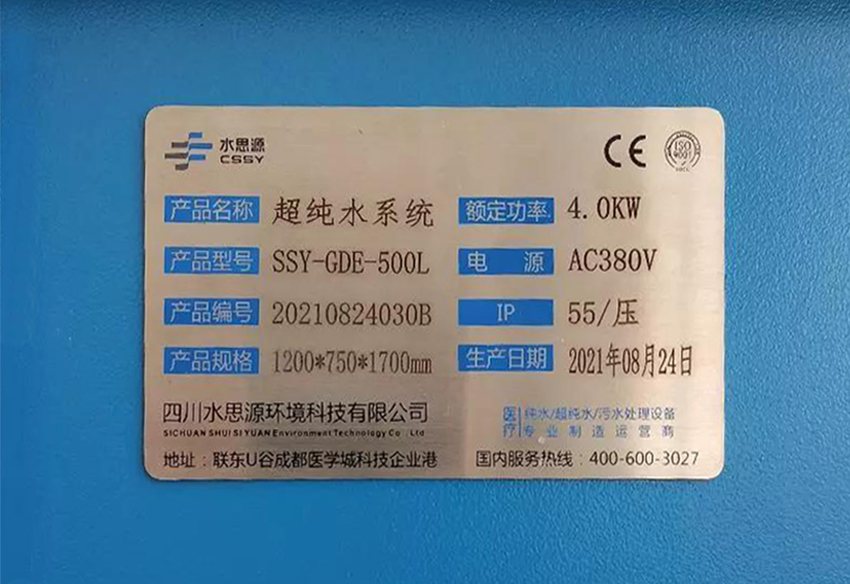 水思源
CSSY
CE
ISO
9001
产品名称 超纯水系统 额定功率 4.0KW
产品型号 SSY-GDE-500L 电 源 AC380V
产品编号 20210824030B IP 55/压
产品规格 1200*750*1700mm 生产日期 2021年08月24日
四川水思源环境科技有限公司
SICHUAN SHUI SI YUAN Environment Technology Co., Ltd
医疗 纯水/超纯水/污水处理设备
专业制造运营商
地址：联东U谷成都医学城科技企业港 国内服务热线：400-600-3027